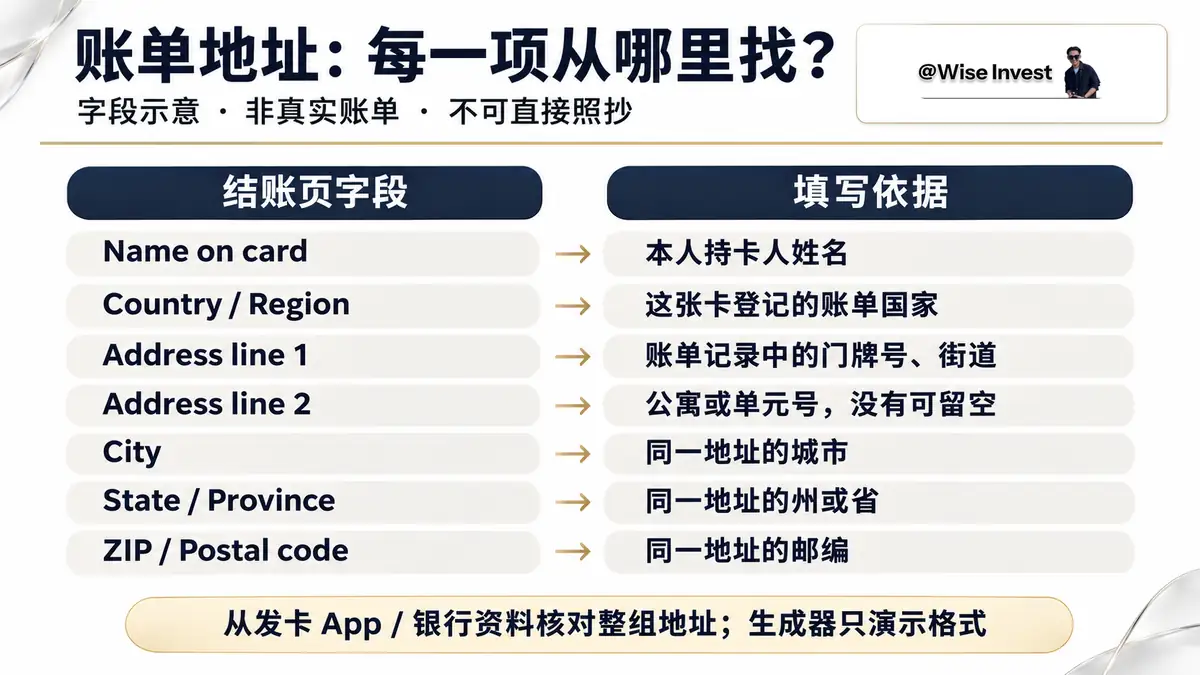 账单地址：每一项从哪里找？
字段示意 · 非真实账单 · 不可直接照抄
@Wise Invest
结账页字段
填写依据
Name on card → 本人持卡人姓名
Country / Region → 这张卡登记的账单国家
Address line 1 → 账单记录中的门牌号、街道
Address line 2 → 公寓或单元号，没有可留空
City → 同一地址的城市
State / Province → 同一地址的州或省
ZIP / Postal code → 同一地址的邮编
从发卡 App / 银行资料核对整组地址；生成器只演示格式